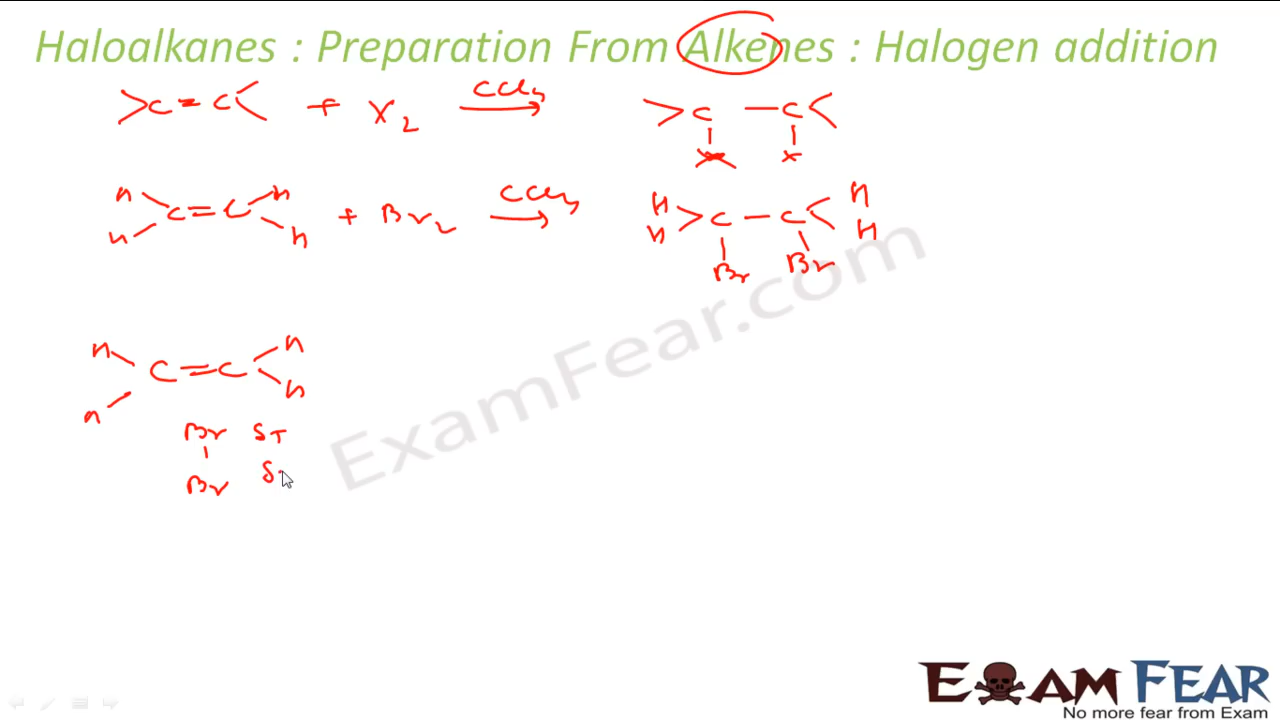 Haloalkanes : Preparation From Alkenes : Halogen addition
>C=C< + X2 CCl4 >C — C<
X X
H H C=C H H + Br2 CCl4 H H >C — C< H H
Br Br
H H C=C H H
Br δ+
Br δ-
ExamFear.com
EXAM FEAR
No more fear from Exam